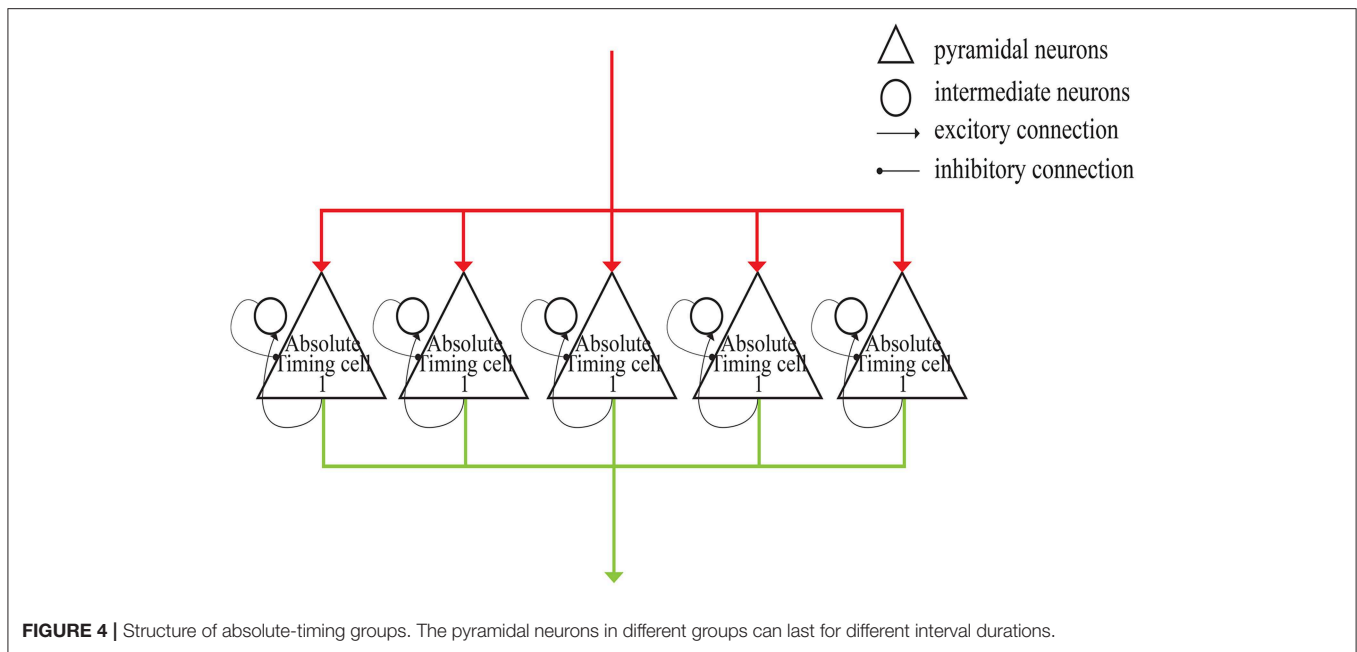 pyramidal neurons
intermediate neurons
excitory connection
inhibitory connection
Absolute
Timing cell
1
Absolute
Timing cell
1
Absolute
Timing cell
1
Absolute
Timing cell
1
Absolute
Timing cell
1
FIGURE 4 | Structure of absolute-timing groups. The pyramidal neurons in different groups can last for different interval durations.